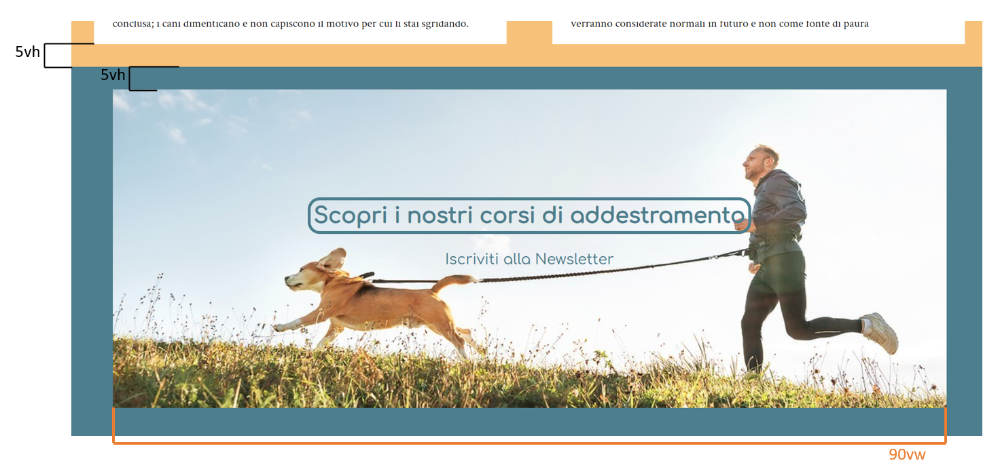 conclusa; i cani dimenticano e non capiscono il motivo per cui li stai sgridando.
verranno considerate normali in futuro e non come fonte di paura
5vh
5vh
Scopri i nostri corsi di addestramento
Iscriviti alla Newsletter
90vw